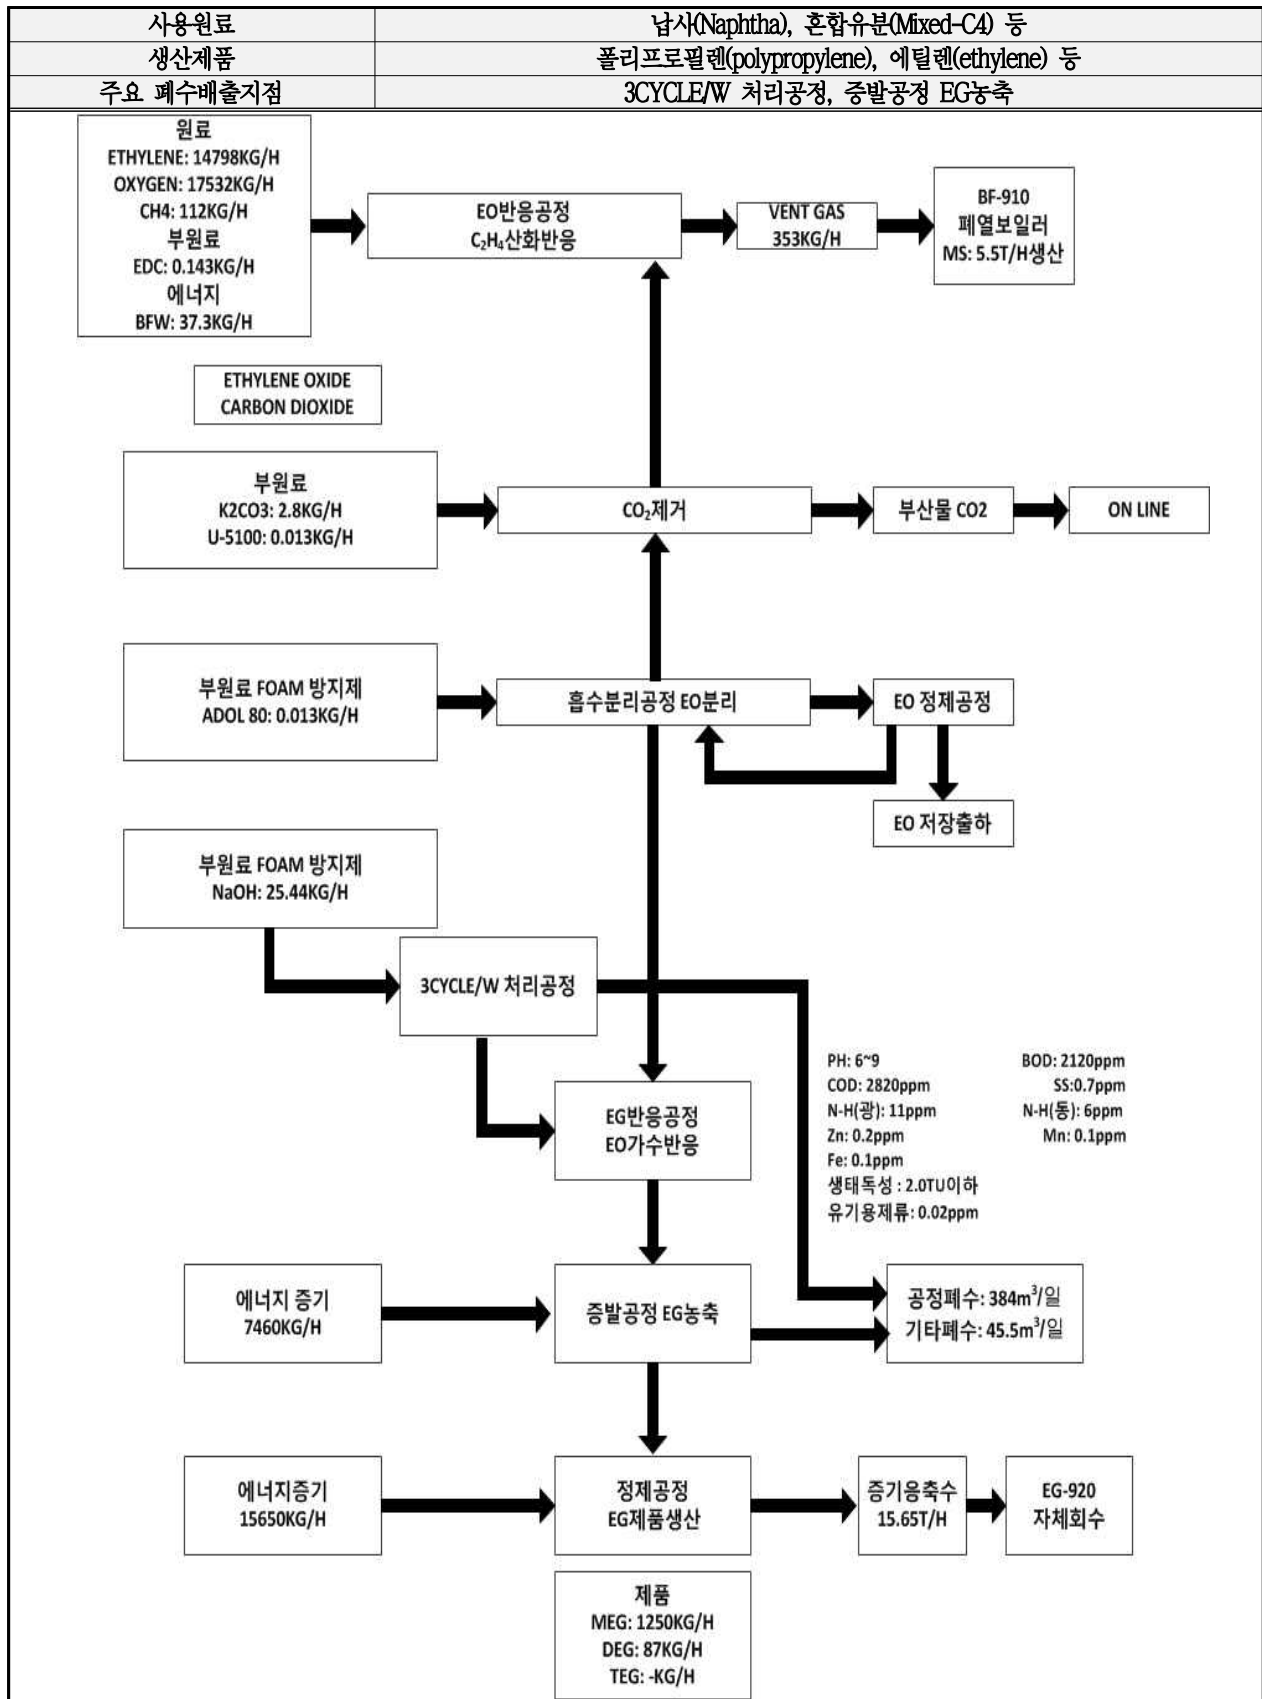 사용원료 납사(Naphtha), 혼합유분(Mixed-C4) 등
생산제품 폴리프로필렌(polypropylene), 에틸렌(ethylene) 등
주요 폐수배출지점 3CYCLE/W 처리공정, 증발공정 EG농축
원료
ETHYLENE: 14798KG/H
OXYGEN: 17532KG/H
CH4: 112KG/H
부원료
EDC: 0.143KG/H
에너지
BFW: 37.3KG/H
EO반응공정
C₂H₄산화반응
VENT GAS
353KG/H
BF-910
폐열보일러
MS: 5.5T/H생산
ETHYLENE OXIDE
CARBON DIOXIDE
부원료
K2CO3: 2.8KG/H
U-5100: 0.013KG/H
CO₂제거
부산물 CO2
ON LINE
부원료 FOAM 방지제
ADOL 80: 0.013KG/H
흡수분리공정 EO분리
EO 정제공정
EO 저장출하
부원료 FOAM 방지제
NaOH: 25.44KG/H
3CYCLE/W 처리공정
EG반응공정
EO가수반응
PH: 6~9 BOD: 2120ppm
COD: 2820ppm SS:0.7ppm
N-H(광): 11ppm N-H(동): 6ppm
Zn: 0.2ppm Mn: 0.1ppm
Fe: 0.1ppm
생태독성 : 2.0TU이하
유기용제류: 0.02ppm
에너지 증기
7460KG/H
증발공정 EG농축
공정폐수: 384m³/일
기타폐수: 45.5m³/일
에너지증기
15650KG/H
정제공정
EG제품생산
증기응축수
15.65T/H
EG-920
자체회수
제품
MEG: 1250KG/H
DEG: 87KG/H
TEG: -KG/H